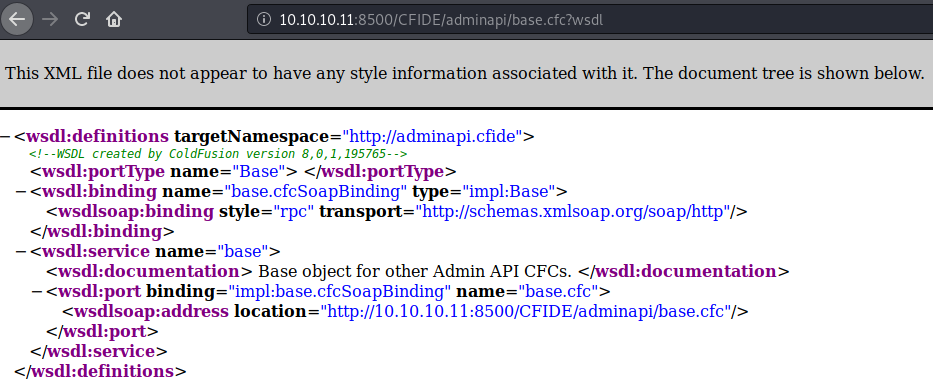 10.10.10.11:8500/CFIDE/adminapi/base.cfc?wsdl
This XML file does not appear to have any style information associated with it. The document tree is shown below.
−<wsdl:definitions targetNamespace="http://adminapi.cfide">
<!--WSDL created by ColdFusion version 8,0,1,195765-->
<wsdl:portType name="Base"> </wsdl:portType>
−<wsdl:binding name="base.cfcSoapBinding" type="impl:Base">
<wsdlsoap:binding style="rpc" transport="http://schemas.xmlsoap.org/soap/http"/>
</wsdl:binding>
−<wsdl:service name="base">
<wsdl:documentation> Base object for other Admin API CFCs. </wsdl:documentation>
−<wsdl:port binding="impl:base.cfcSoapBinding" name="base.cfc">
<wsdlsoap:address location="http://10.10.10.11:8500/CFIDE/adminapi/base.cfc"/>
</wsdl:port>
</wsdl:service>
</wsdl:definitions>